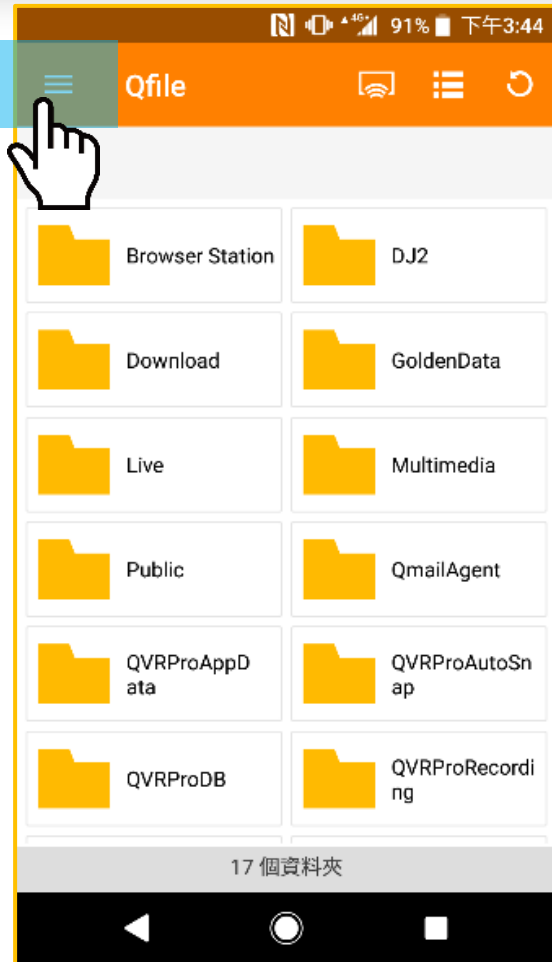 4G 91% 下午3:44
Qfile
Browser Station
DJ2
Download
GoldenData
Live
Multimedia
Public
QmailAgent
QVRProAppD
ata
QVRProAutoSn
ap
QVRProDB
QVRProRecordi
ng
17 個資料夾